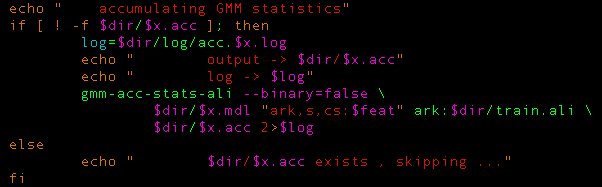 echo "    accumulating GMM statistics"
if [ ! -f $dir/$x.acc ]; then
        log=$dir/log/acc.$x.log
        echo "        output -> $dir/$x.acc"
        echo "        log -> $log"
        gmm-acc-stats-ali --binary=false \
                $dir/$x.mdl "ark,s,cs:$feat" ark:$dir/train.ali \
                $dir/$x.acc 2>$log
else
        echo "        $dir/$x.acc exists , skipping ..."
fi